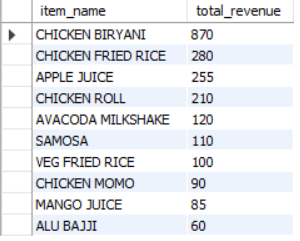 item_name total_revenue
CHICKEN BIRYANI 870
CHICKEN FRIED RICE 280
APPLE JUICE 255
CHICKEN ROLL 210
AVACODA MILKSHAKE 120
SAMOSA 110
VEG FRIED RICE 100
CHICKEN MOMO 90
MANGO JUICE 85
ALU BAJJI 60